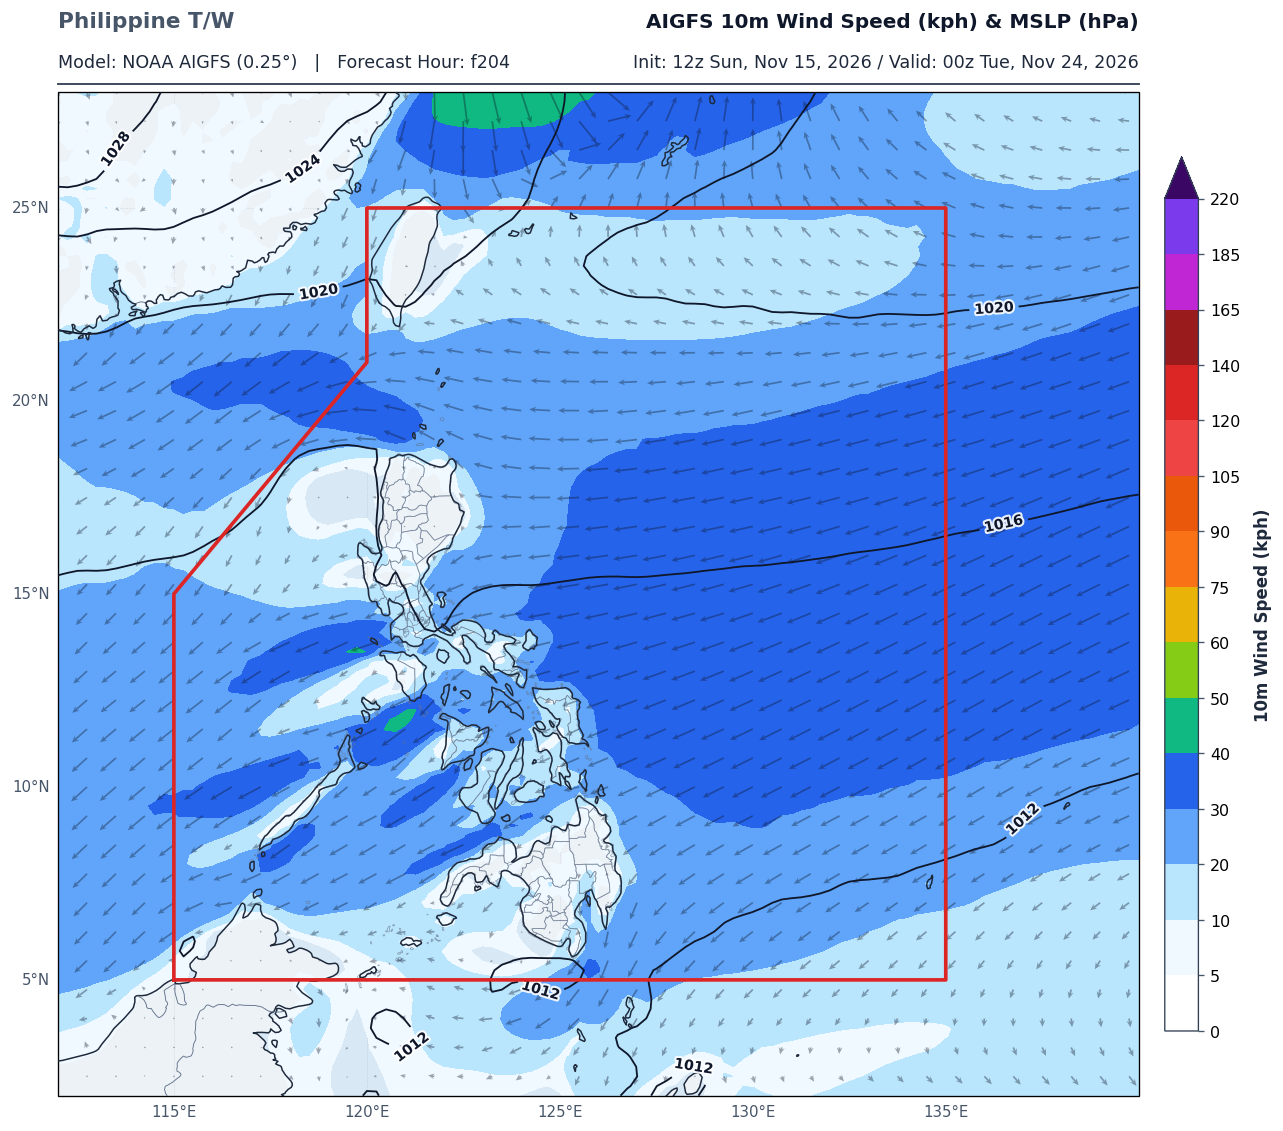 Philippine T/W
AIGFS 10m Wind Speed (kph) & MSLP (hPa)
Model: NOAA AIGFS (0.25°) | Forecast Hour: f204
Init: 12z Sun, Nov 15, 2026 / Valid: 00z Tue, Nov 24, 2026
1028
1024
1020
1020
1016
1012
1012
1012
1012
25°N
20°N
15°N
10°N
5°N
115°E
120°E
125°E
130°E
135°E
220
185
165
140
120
105
90
75
60
50
40
30
20
10
5
0
10m Wind Speed (kph)